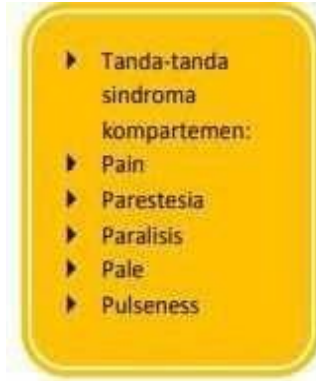 Tanda-tanda
sindroma
kompartemen:
Pain
Parestesia
Paralisis
Pale
Pulseness